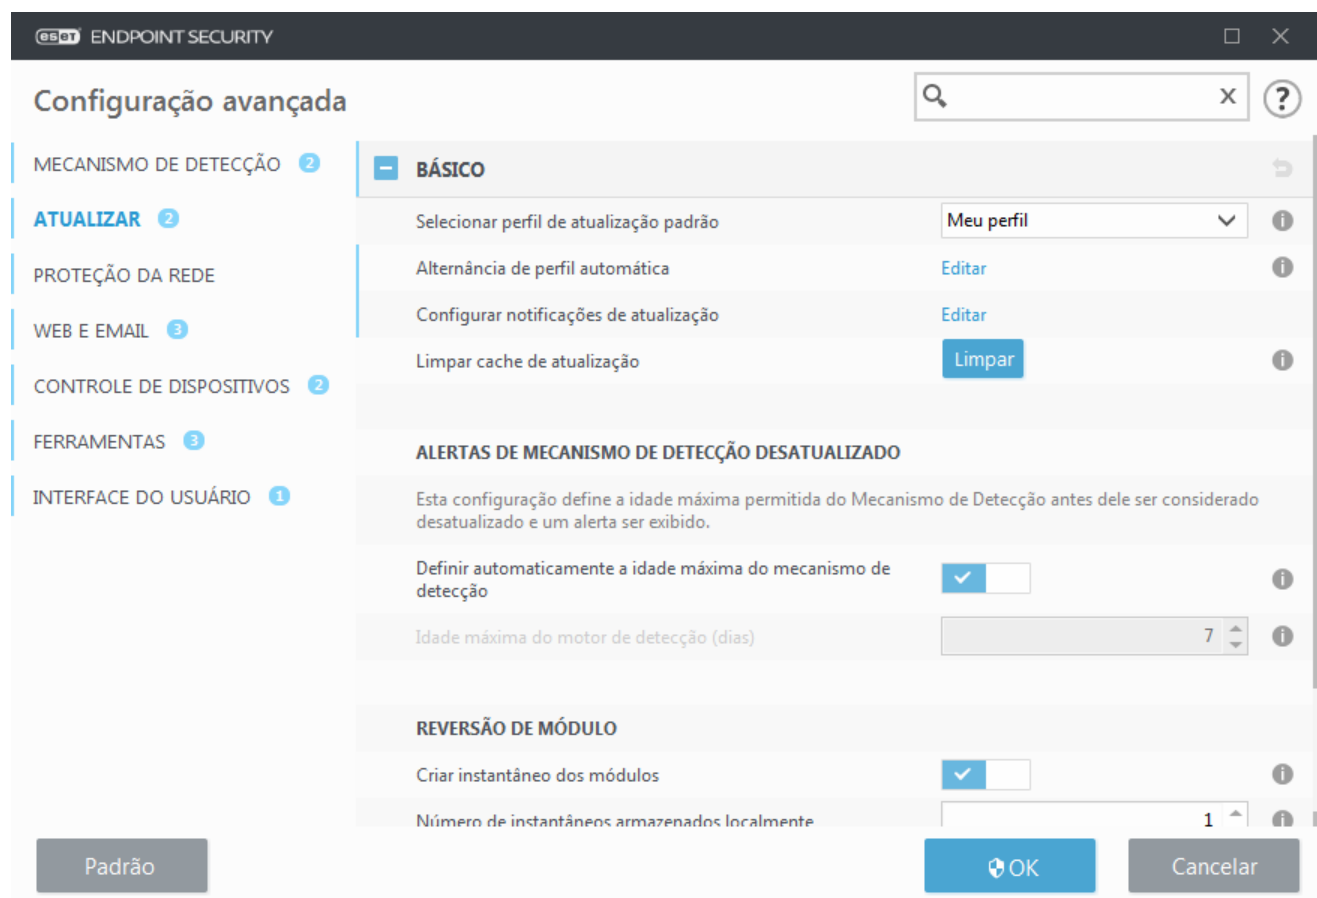 eset ENDPOINT SECURITY
Configuração avançada
MECANISMO DE DETECÇÃO 2
ATUALIZAR 2
PROTEÇÃO DA REDE
WEB E EMAIL 3
CONTROLE DE DISPOSITIVOS 2
FERRAMENTAS 3
INTERFACE DO USUÁRIO 1
BÁSICO
Selecionar perfil de atualização padrão Meu perfil
Alternância de perfil automática Editar
Configurar notificações de atualização Editar
Limpar cache de atualização Limpar
ALERTAS DE MECANISMO DE DETECÇÃO DESATUALIZADO
Esta configuração define a idade máxima permitida do Mecanismo de Detecção antes dele ser considerado
desatualizado e um alerta ser exibido.
Definir automaticamente a idade máxima do mecanismo de
detecção
Idade máxima do motor de detecção (dias) 7
REVERSÃO DE MÓDULO
Criar instantâneo dos módulos
Número de instantâneos armazenados localmente 1
Padrão
OK
Cancelar